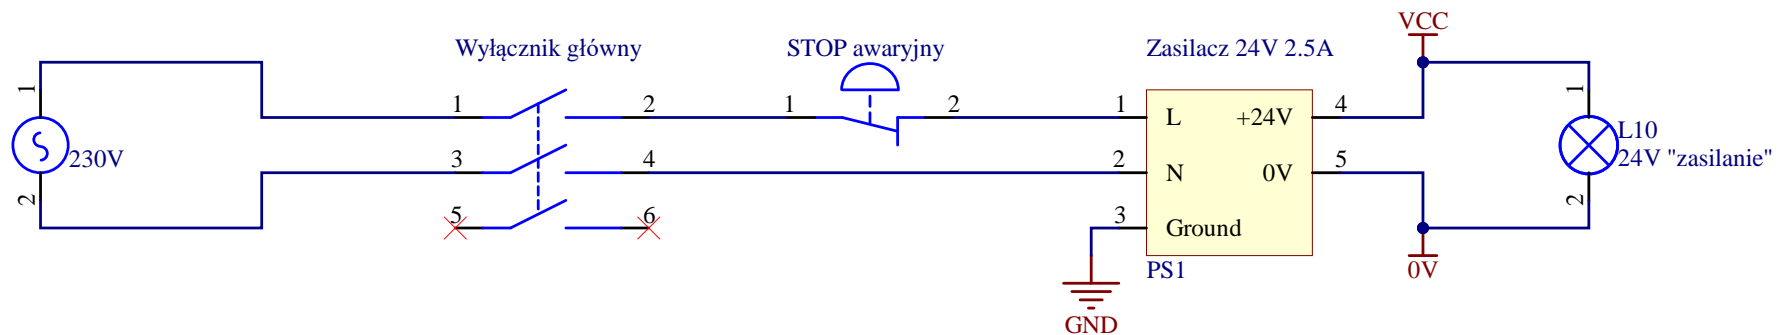 VCC
Wyłącznik główny
STOP awaryjny
Zasilacz 24V 2.5A
1
1
2
1
2
1
L
+24V
4
1
230V
L10
24V "zasilanie"
3
4
2
N
0V
5
2
2
5
6
3
Ground
PS1
0V
GND